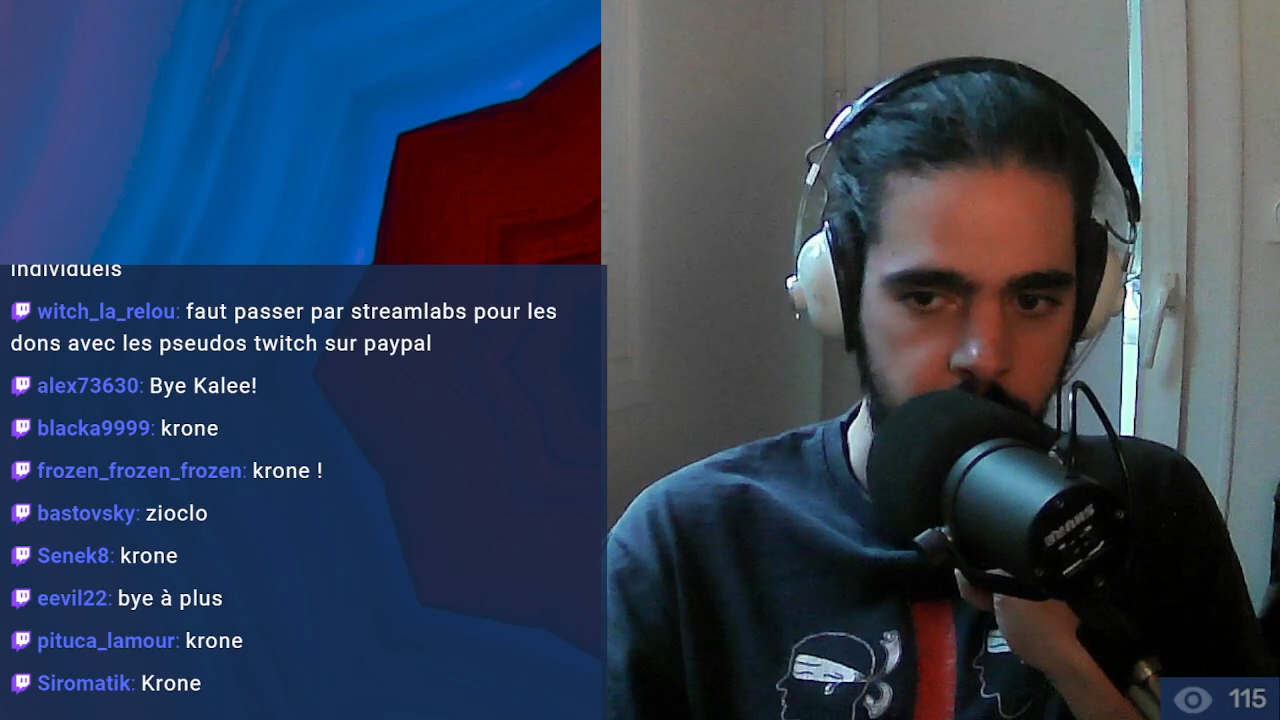 individuels
witch_la_relou: faut passer par streamlabs pour les
dons avec les pseudos twitch sur paypal
alex73630: Bye Kalee!
blacka9999: krone
frozen_frozen_frozen: krone !
bastovsky: zioclo
Senek8: krone
eevil22: bye à plus
pituca_lamour: krone
Siromatik: Krone
SHURE
115